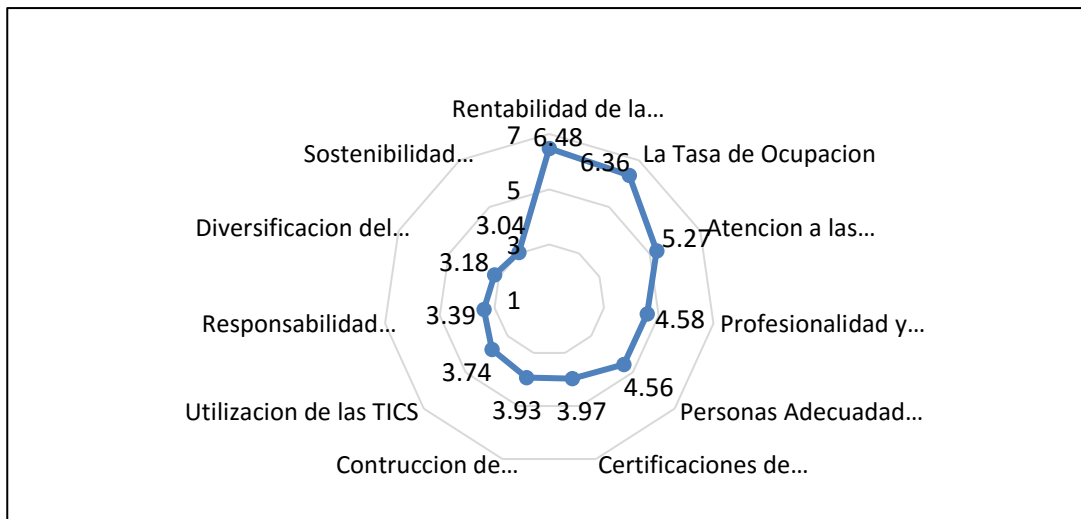 Rentabilidad de la...
7
6.48
Sostenibilidad...
6.36
La Tasa de Ocupacion
5
Diversificacion del...
3.04
5.27
Atencion a las...
3
3.18
Responsabilidad...
3.39
1
4.58
Profesionalidad y...
3.74
4.56
Utilizacion de las TICS
3.93
3.97
Personas Adecuadad...
Contruccion de...
Certificaciones de...